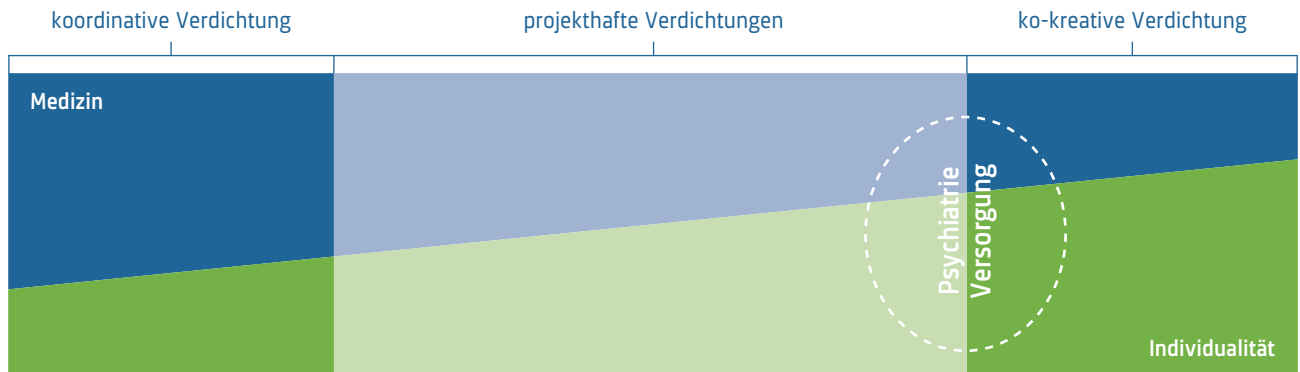 koordinative Verdichtung
projekthafte Verdichtungen
ko-kreative Verdichtung
Medizin
Psychiatrie
Versorgung
Individualität